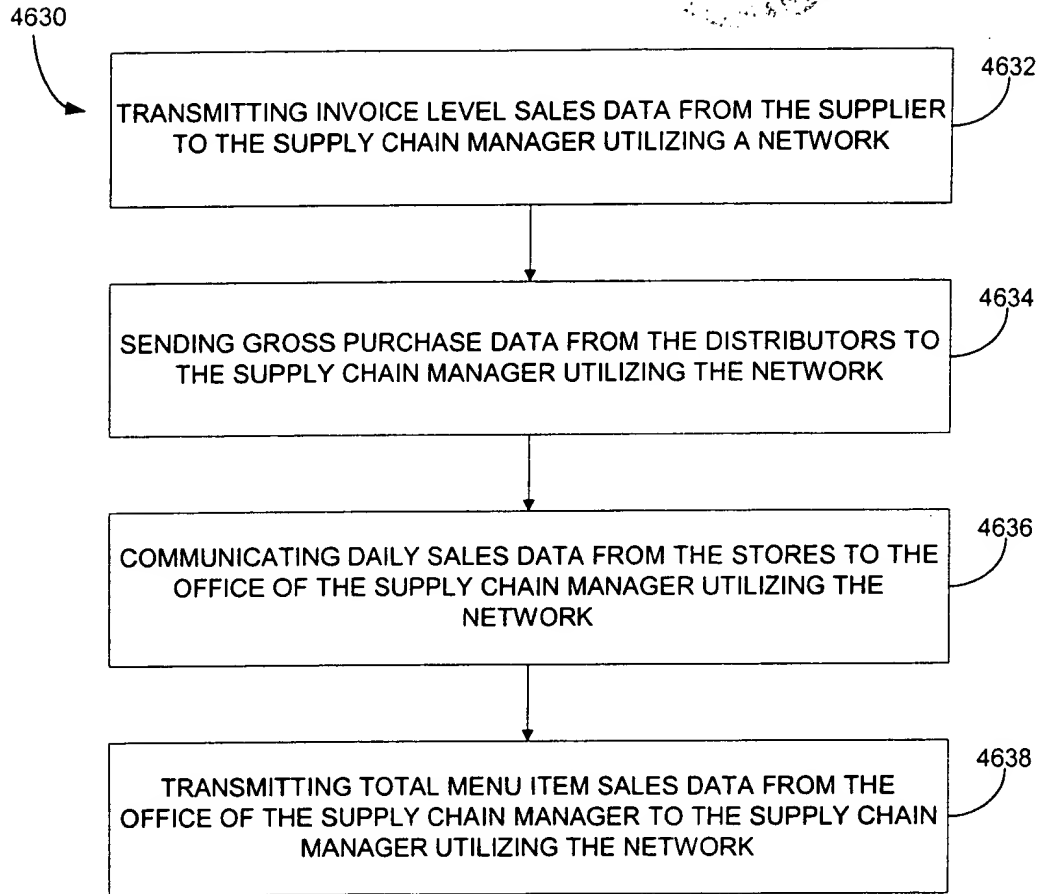 4630
4632
TRANSMITTING INVOICE LEVEL SALES DATA FROM THE SUPPLIER
TO THE SUPPLY CHAIN MANAGER UTILIZING A NETWORK
4634
SENDING GROSS PURCHASE DATA FROM THE DISTRIBUTORS TO
THE SUPPLY CHAIN MANAGER UTILIZING THE NETWORK
4636
COMMUNICATING DAILY SALES DATA FROM THE STORES TO THE
OFFICE OF THE SUPPLY CHAIN MANAGER UTILIZING THE
NETWORK
4638
TRANSMITTING TOTAL MENU ITEM SALES DATA FROM THE
OFFICE OF THE SUPPLY CHAIN MANAGER TO THE SUPPLY CHAIN
MANAGER UTILIZING THE NETWORK